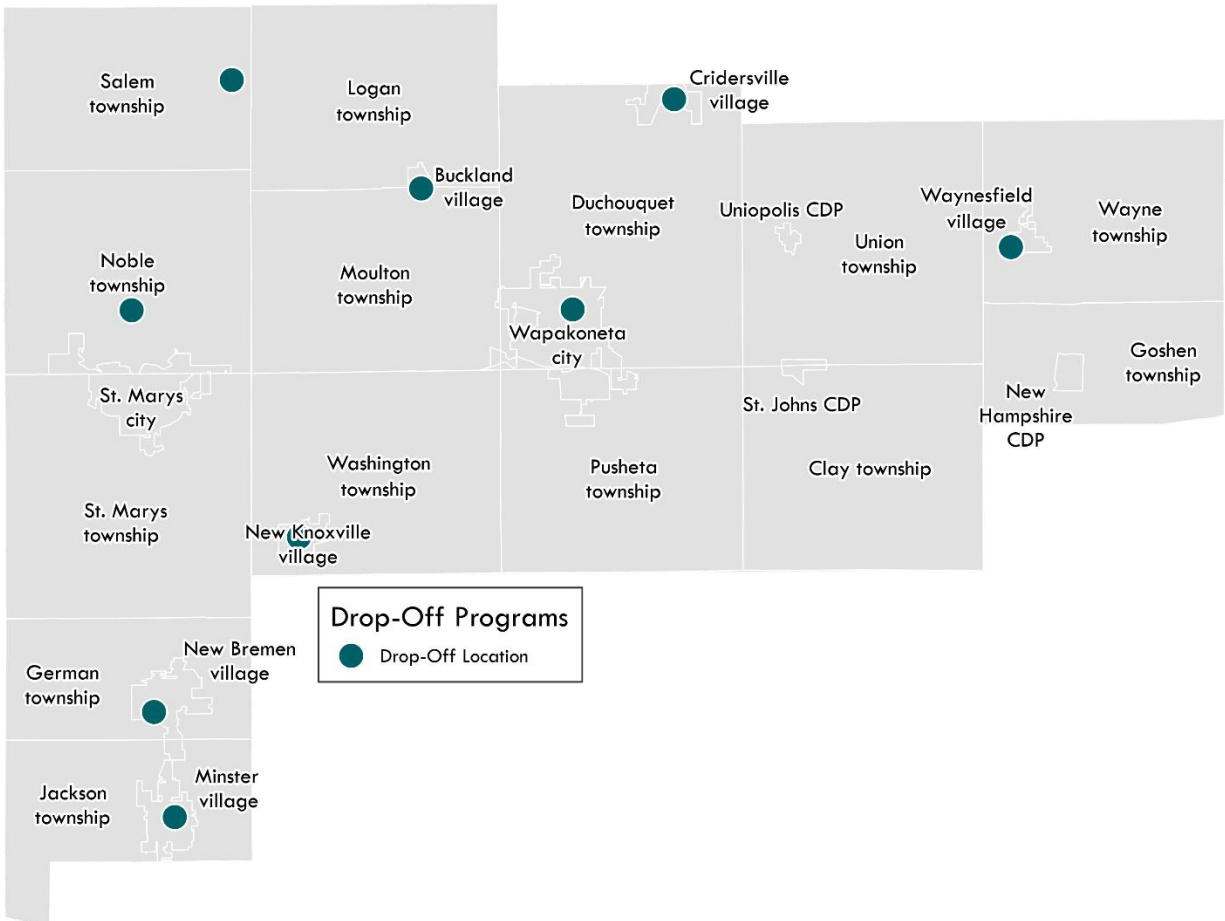 Salem
township
Logan
township
Cridersville
village
Buckland
village
Duchouquet
township
Uniopolis CDP
Union
township
Waynesfield
village
Wayne
township
Noble
township
Moulton
township
Wapakoneta
city
St. Marys
city
St. Johns CDP
New
Hampshire
CDP
Goshen
township
St. Marys
township
Washington
township
New Knoxville
village
Pusheta
township
Clay township
Drop-Off Programs
Drop-Off Location
German
township
New Bremen
village
Jackson
township
Minster
village